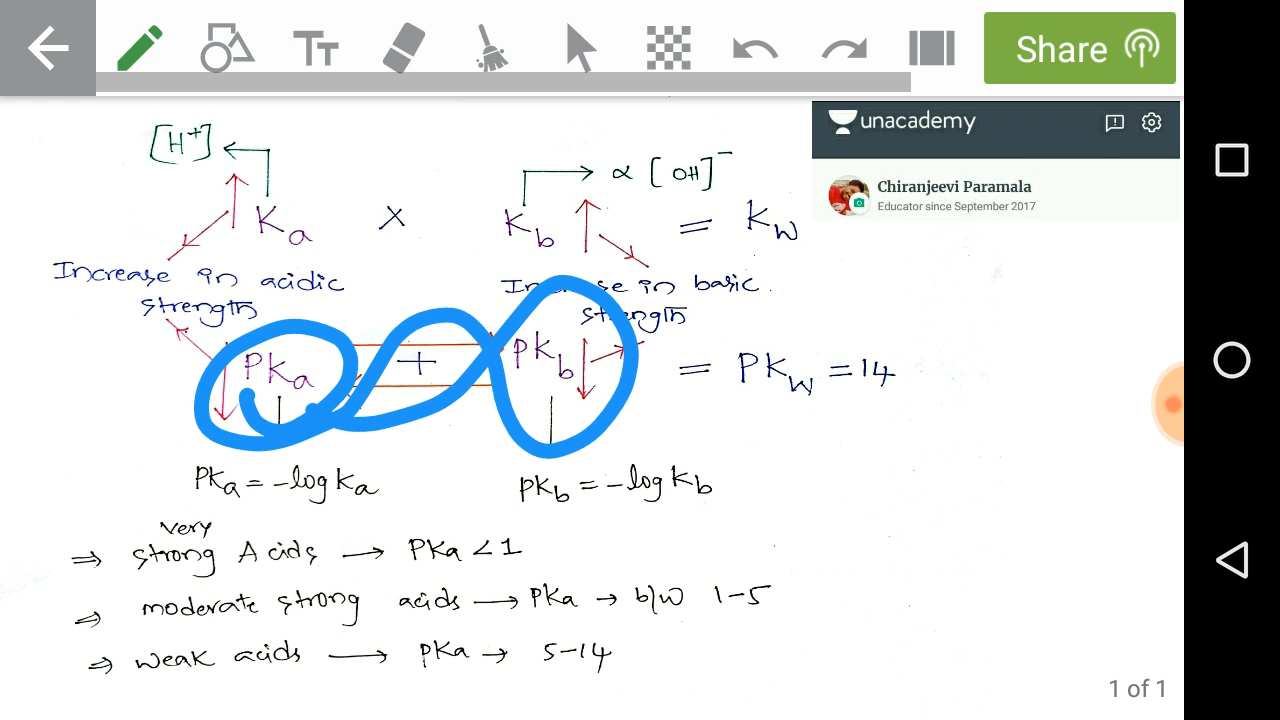 Share
unacademy
Chiranjeevi Paramala
Educator since September 2017
[H+]
α [OH]⁻
Ka × Kb = Kw
Increase in acidic strength
Increase in basic strength
PKa + PKb = PKw = 14
PKa = -log Ka
PKb = -log Kb
⇒ very strong Acids → PKa < 1
⇒ moderate strong acids → PKa → b/w 1-5
⇒ weak acids → PKa → 5-14
1 of 1